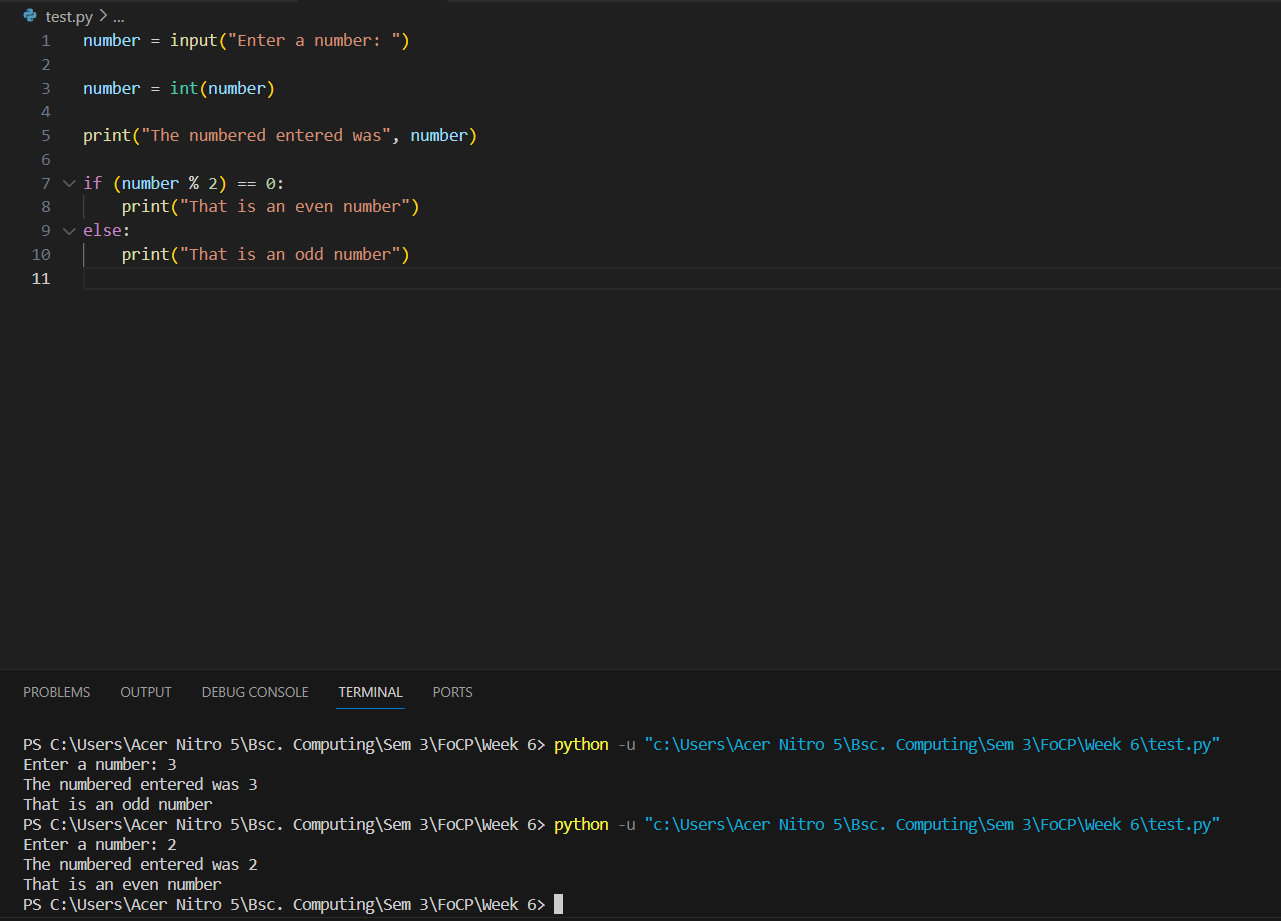 test.py > ...
1 number = input("Enter a number: ")
2
3 number = int(number)
4
5 print("The numbered entered was", number)
6
7 if (number % 2) == 0:
8     print("That is an even number")
9 else:
10     print("That is an odd number")
11
PROBLEMS OUTPUT DEBUG CONSOLE TERMINAL PORTS
PS C:\Users\Acer Nitro 5\Bsc. Computing\Sem 3\FoCP\Week 6> python -u "c:\Users\Acer Nitro 5\Bsc. Computing\Sem 3\FoCP\Week 6\test.py"
Enter a number: 3
The numbered entered was 3
That is an odd number
PS C:\Users\Acer Nitro 5\Bsc. Computing\Sem 3\FoCP\Week 6> python -u "c:\Users\Acer Nitro 5\Bsc. Computing\Sem 3\FoCP\Week 6\test.py"
Enter a number: 2
The numbered entered was 2
That is an even number
PS C:\Users\Acer Nitro 5\Bsc. Computing\Sem 3\FoCP\Week 6>